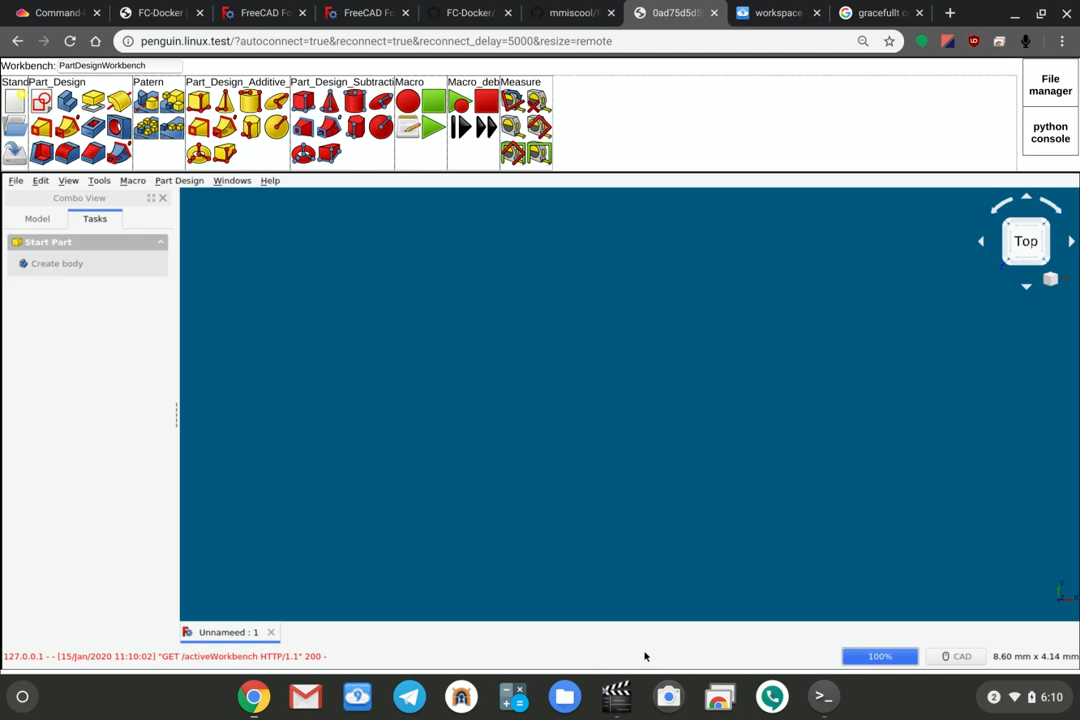 Command-
FC-Docker
FreeCAD Fo
FreeCAD Fo
FC-Docker/
mmiscool/
0ad75d5d5
workspace
gracefullt c
penguin.linux.test/?autoconnect=true&reconnect=true&reconnect_delay=5000&resize=remote
Workbench: PartDesignWorkbench
Stand Part_Design Patern Part_Design_Additive_ Part_Design_Subtracti Macro Macro_deb Measure
File
manager
python
console
File Edit View Tools Macro Part Design Windows Help
Combo View
Model Tasks
Start Part
Create body
Top
Unnameed : 1
127.0.0.1 - - [15/Jan/2020 11:10:02] "GET /activeWorkbench HTTP/1.1" 200 -
100% CAD 8.60 mm x 4.14 mm
2 6:10